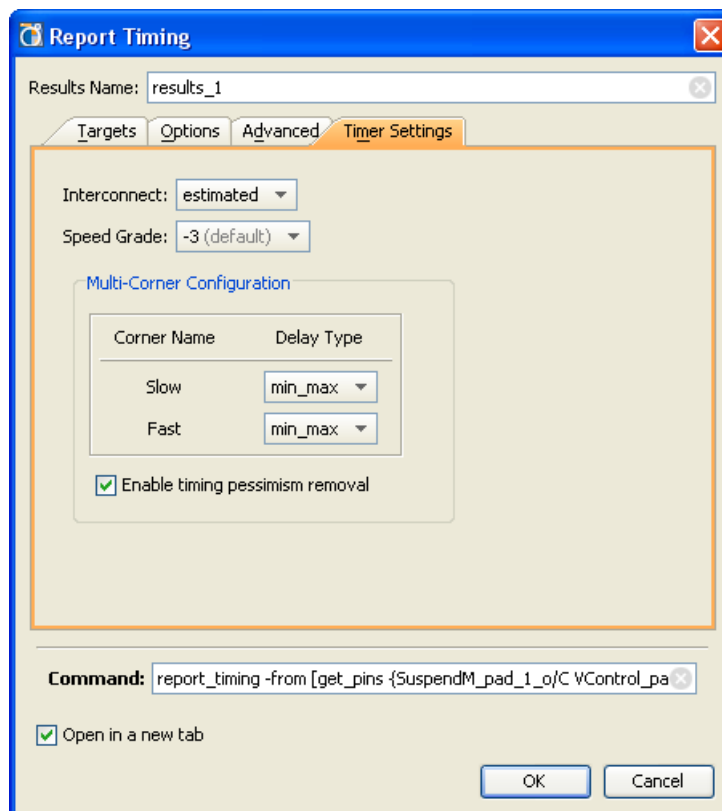 Report Timing
Results Name: results_1
Targets Options Advanced Timer Settings
Interconnect: estimated
Speed Grade: -3 (default)
Multi-Corner Configuration
Corner Name Delay Type
Slow min_max
Fast min_max
Enable timing pessimism removal
Command: report_timing -from [get_pins {SuspendM_pad_1_o/C VControl_pa
Open in a new tab
OK Cancel